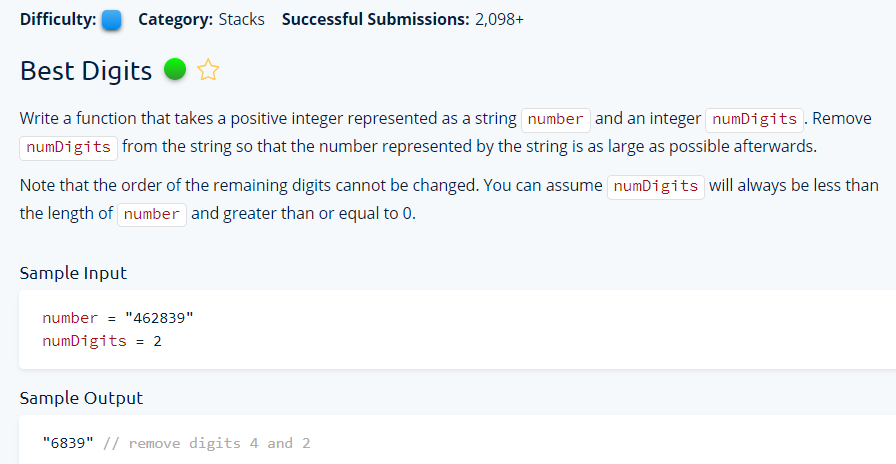 Difficulty: Category: Stacks Successful Submissions: 2,098+
Best Digits
Write a function that takes a positive integer represented as a string number and an integer numDigits. Remove
numDigits from the string so that the number represented by the string is as large as possible afterwards.
Note that the order of the remaining digits cannot be changed. You can assume numDigits will always be less than
the length of number and greater than or equal to 0.
Sample Input
number = "462839"
numDigits = 2
Sample Output
"6839" // remove digits 4 and 2